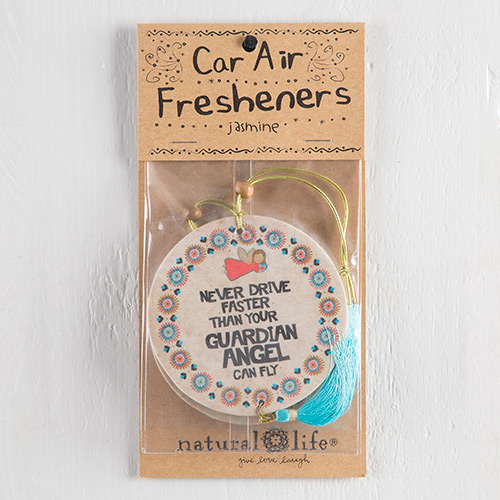 Car Air
Fresheners
jasmine
NEVER DRIVE
FASTER
THAN YOUR
GUARDIAN
ANGEL
CAN FLY
natural life®
give. love. laugh.